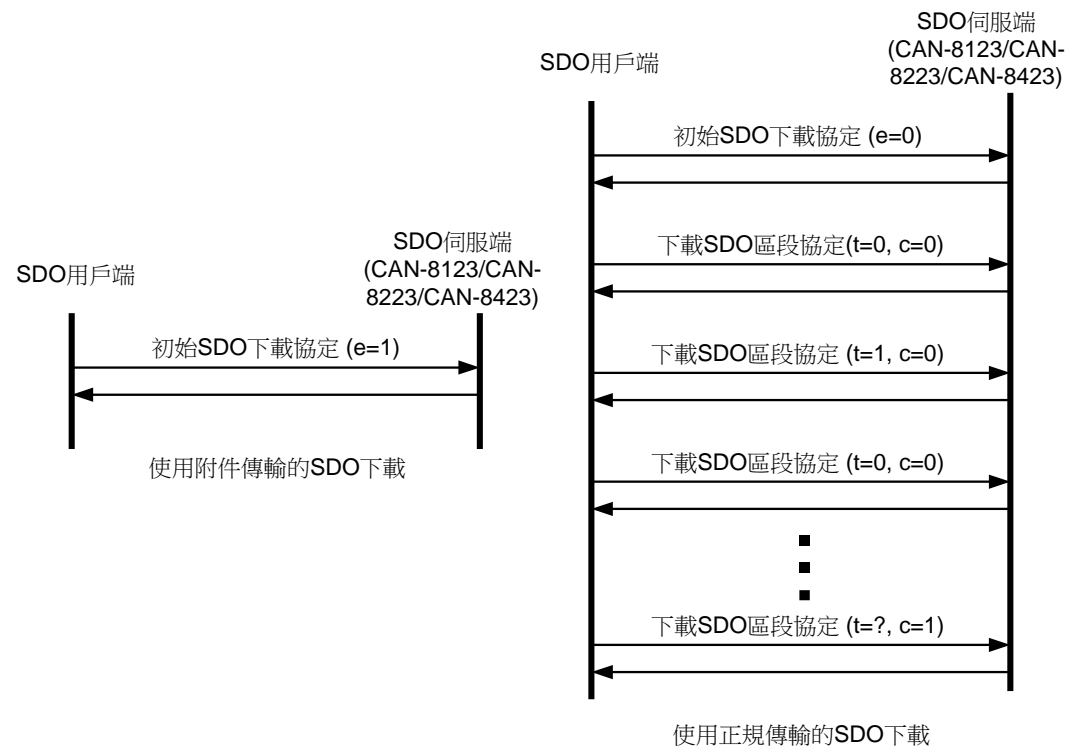 SDO用戶端
SDO伺服端
(CAN-8123/CAN-
8223/CAN-8423)
初始SDO下載協定 (e=1)
使用附件傳輸的SDO下載
SDO用戶端
SDO伺服端
(CAN-8123/CAN-
8223/CAN-8423)
初始SDO下載協定 (e=0)
下載SDO區段協定(t=0, c=0)
下載SDO區段協定 (t=1, c=0)
下載SDO區段協定 (t=0, c=0)
下載SDO區段協定 (t=?, c=1)
使用正規傳輸的SDO下載